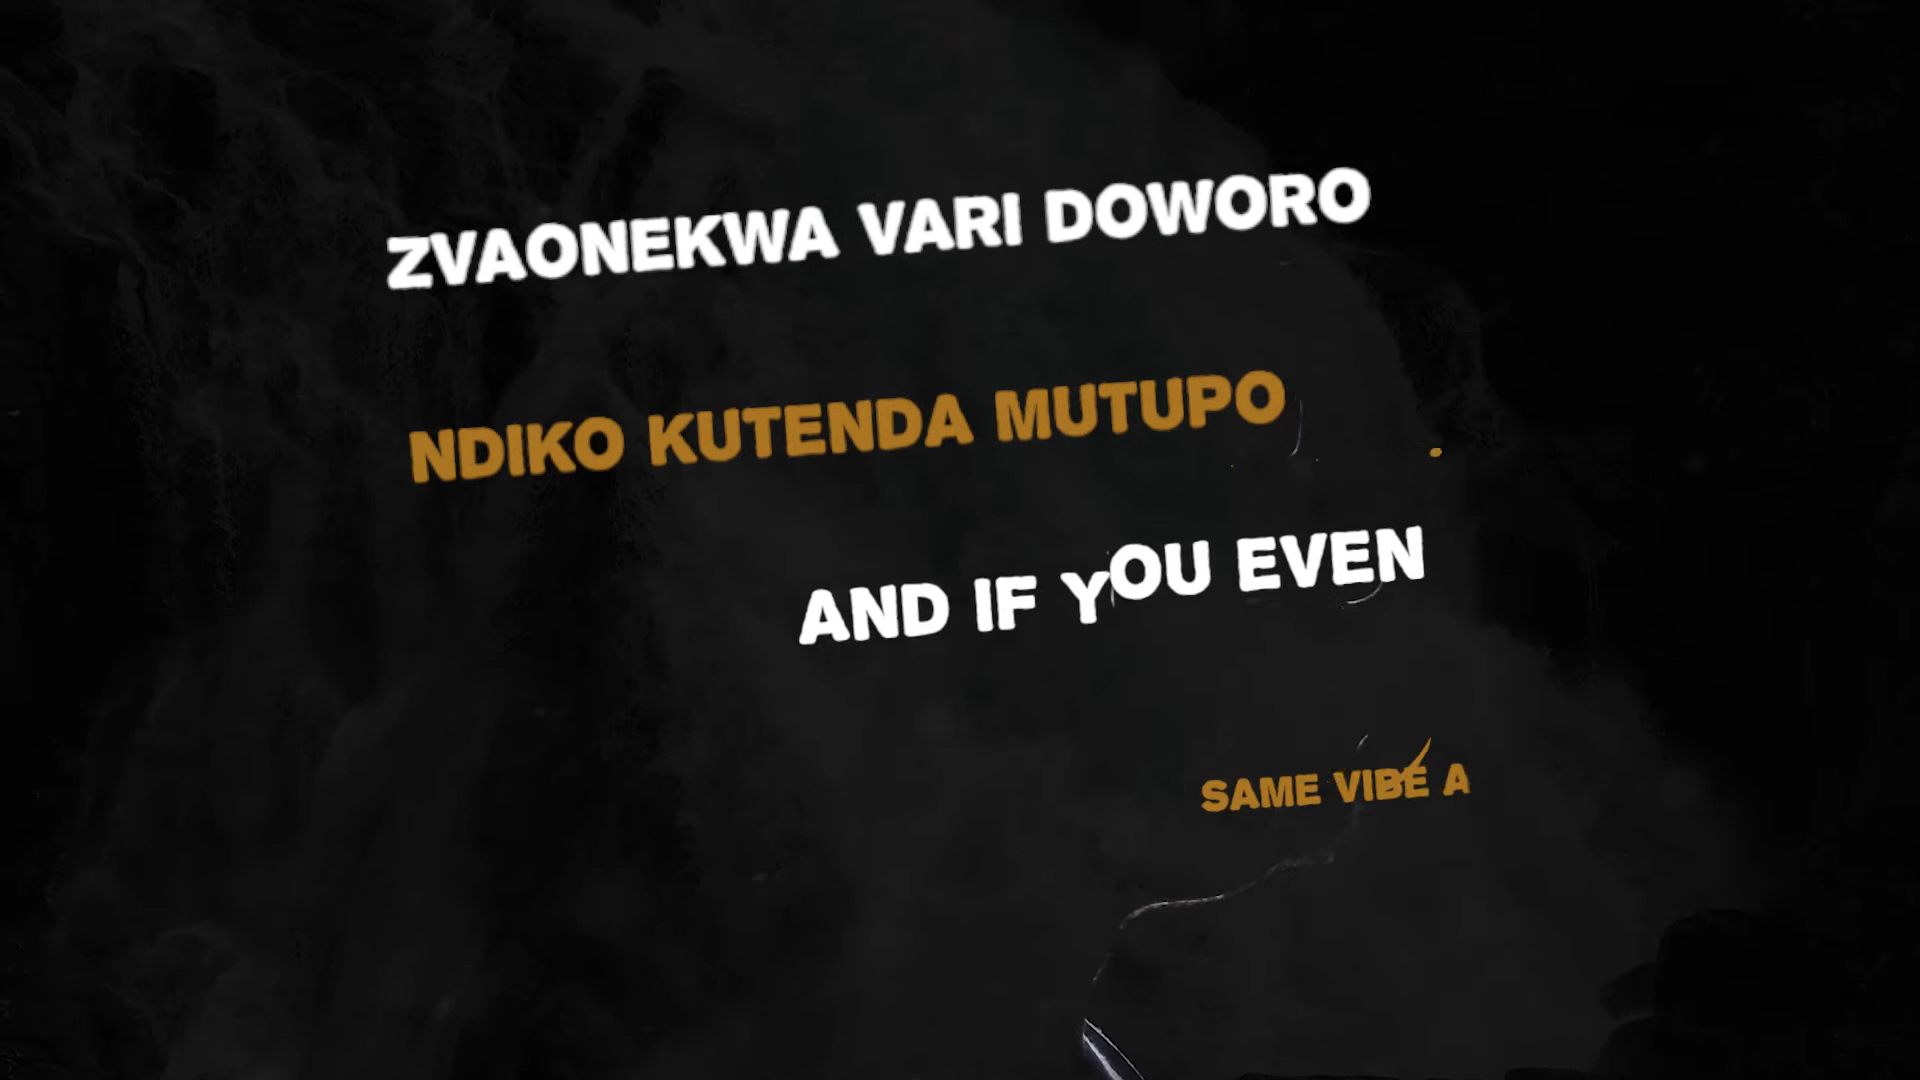 ZVAONEKWA VARI DOWORO
NDIKO KUTENDA MUTUPO
AND IF YOU EVEN
SAME VIBE A